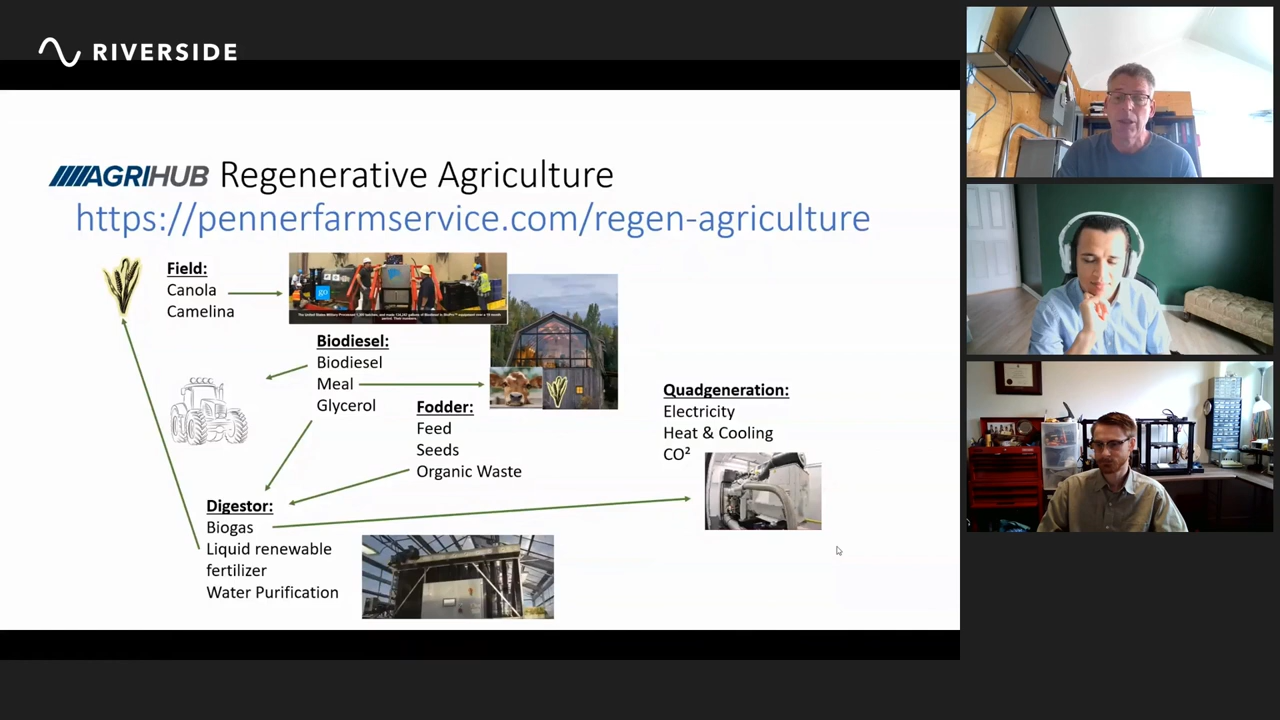 RIVERSIDE
AGRIHUB Regenerative Agriculture
https://pennerfarmservice.com/regen-agriculture
Field:
Canola
Camelina
go
Biodiesel:
Biodiesel
Meal
Glycerol
Fodder:
Feed
Seeds
Organic Waste
Quadgeneration:
Electricity
Heat & Cooling
CO²
Digestor:
Biogas
Liquid renewable
fertilizer
Water Purification